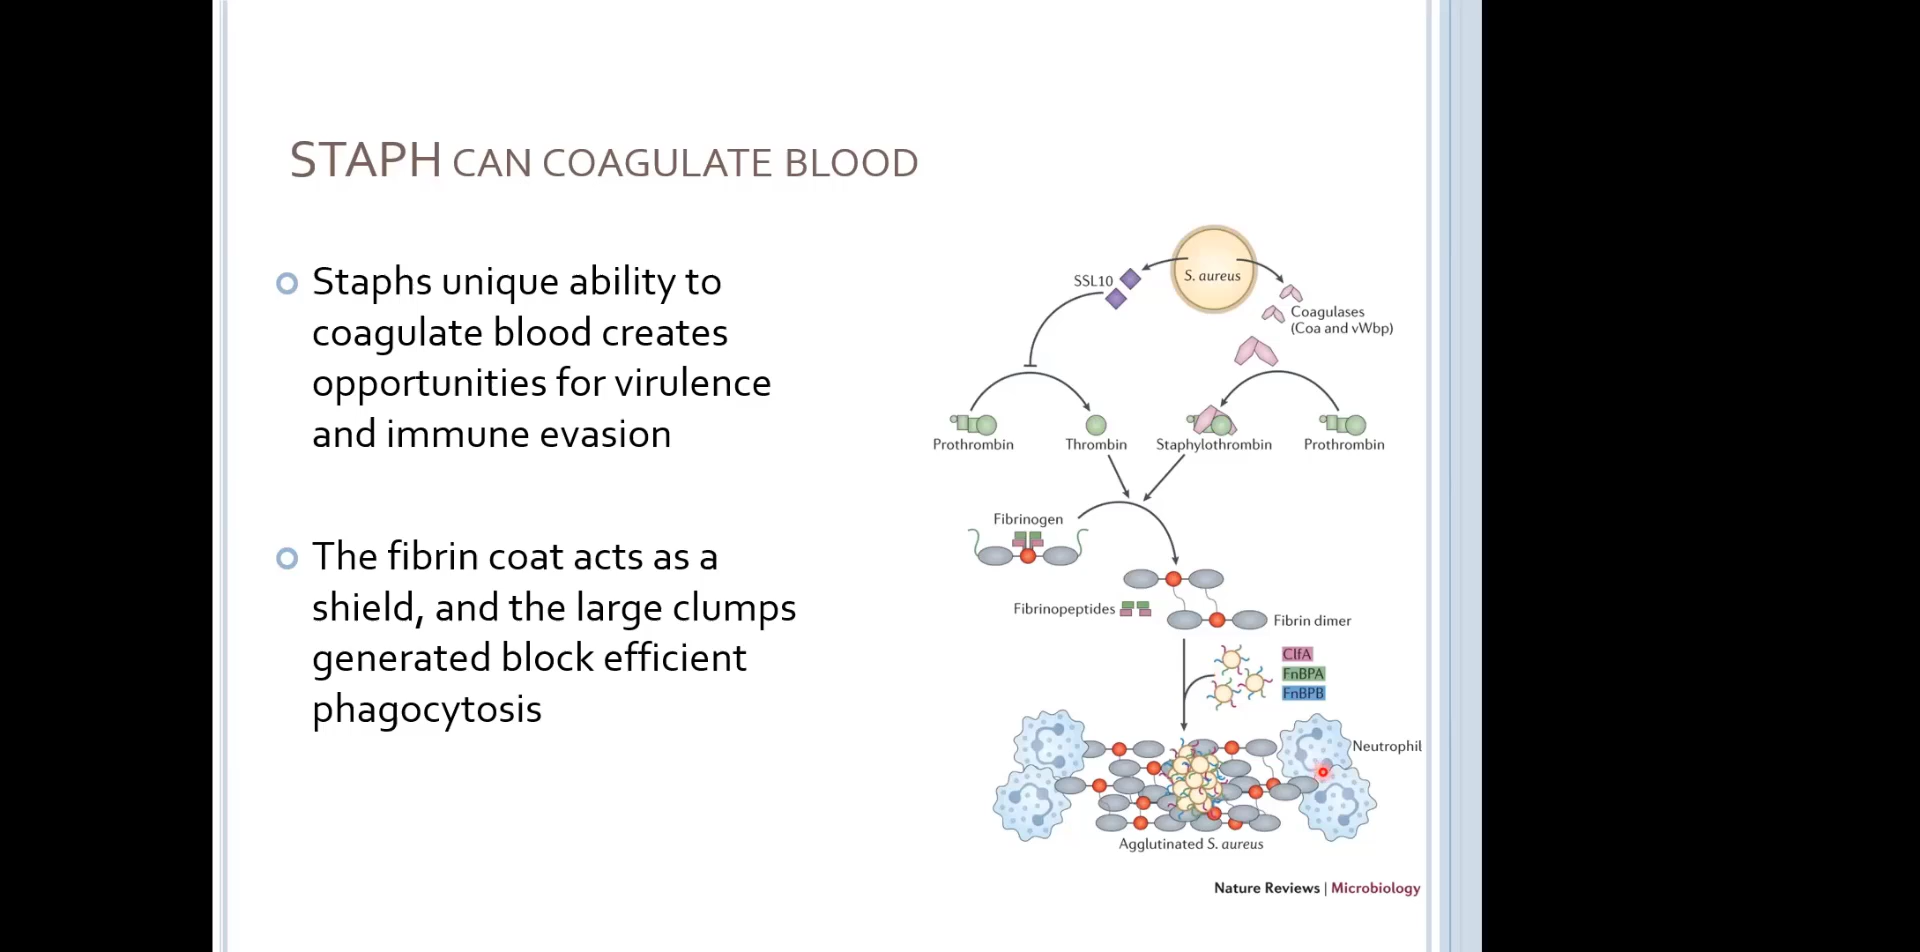 STAPH CAN COAGULATE BLOOD
Staphs unique ability to
coagulate blood creates
opportunities for virulence
and immune evasion
The fibrin coat acts as a
shield, and the large clumps
generated block efficient
phagocytosis
S. aureus
SSL10
Coagulases
(Coa and vWbp)
Prothrombin
Thrombin
Staphylothrombin
Prothrombin
Fibrinogen
Fibrinopeptides
Fibrin dimer
ClfA
FnBPA
FnBPB
Neutrophil
Agglutinated S. aureus
Nature Reviews | Microbiology